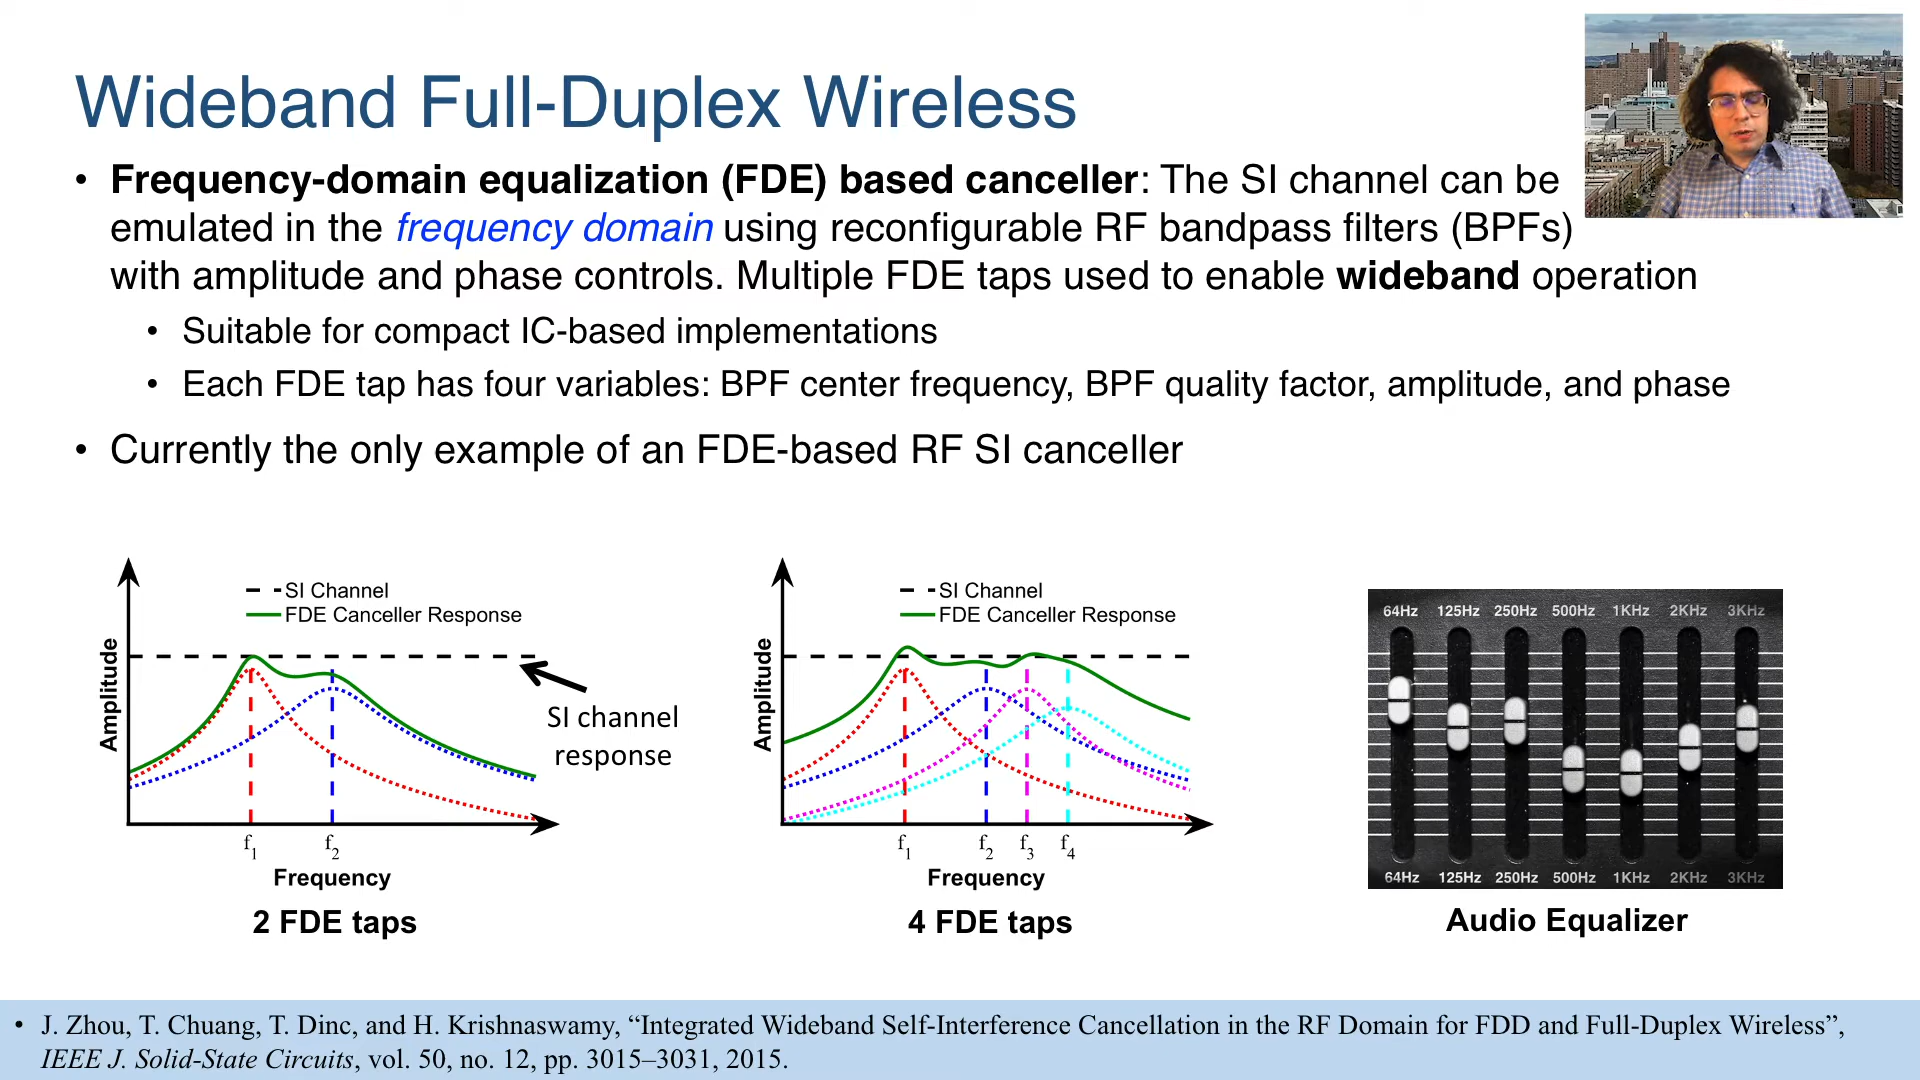 Wideband Full-Duplex Wireless
• Frequency-domain equalization (FDE) based canceller: The SI channel can be
emulated in the frequency domain using reconfigurable RF bandpass filters (BPFs)
with amplitude and phase controls. Multiple FDE taps used to enable wideband operation
• Suitable for compact IC-based implementations
• Each FDE tap has four variables: BPF center frequency, BPF quality factor, amplitude, and phase
• Currently the only example of an FDE-based RF SI canceller
SI Channel
FDE Canceller Response
Amplitude
SI channel
response
f1 f2
Frequency
2 FDE taps
SI Channel
FDE Canceller Response
Amplitude
f1 f2 f3 f4
Frequency
4 FDE taps
64Hz 125Hz 250Hz 500Hz 1KHz 2KHz 3KHz
64Hz 125Hz 250Hz 500Hz 1KHz 2KHz 3KHz
Audio Equalizer
• J. Zhou, T. Chuang, T. Dinc, and H. Krishnaswamy, “Integrated Wideband Self-Interference Cancellation in the RF Domain for FDD and Full-Duplex Wireless”,
IEEE J. Solid-State Circuits, vol. 50, no. 12, pp. 3015–3031, 2015.